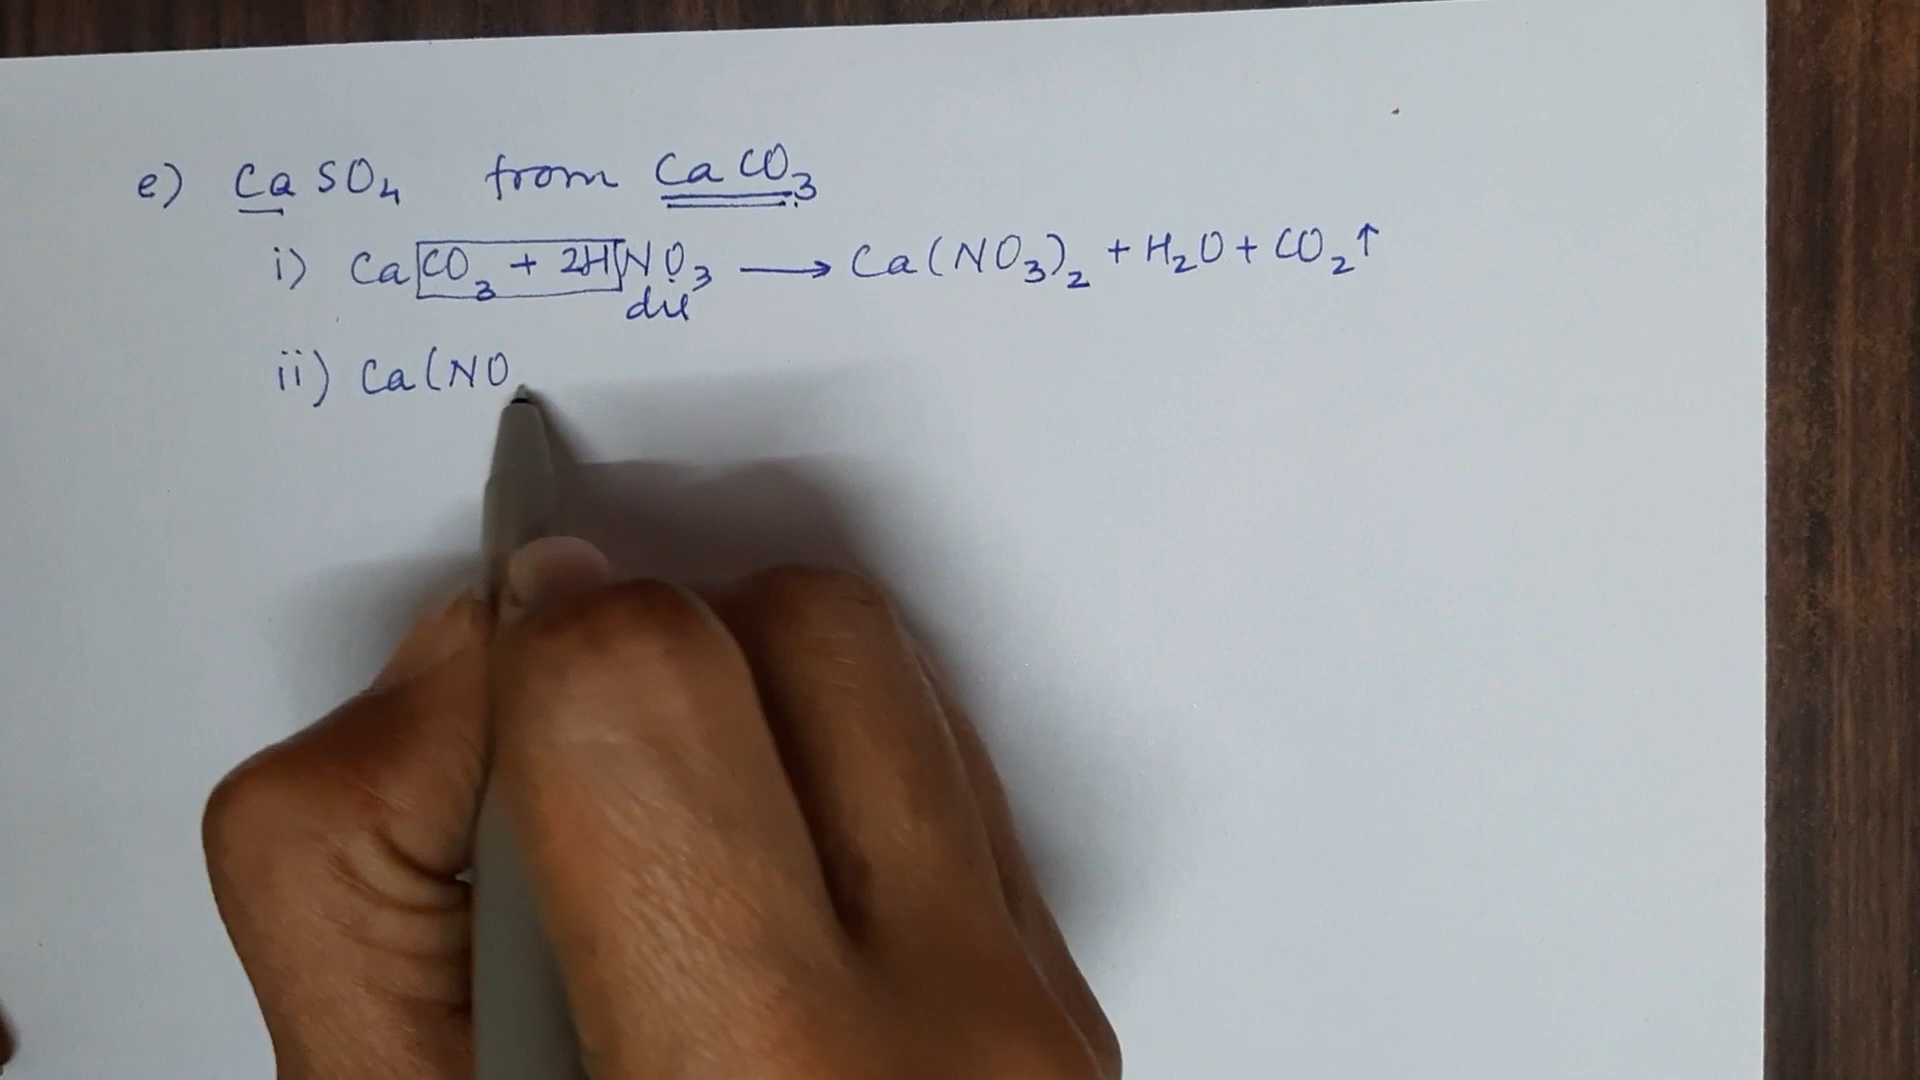 e) CaSO₄ from CaCO₃
i) CaCO₃ + 2HNO₃ ⟶ Ca(NO₃)₂ + H₂O + CO₂↑
dil
ii) Ca(NO